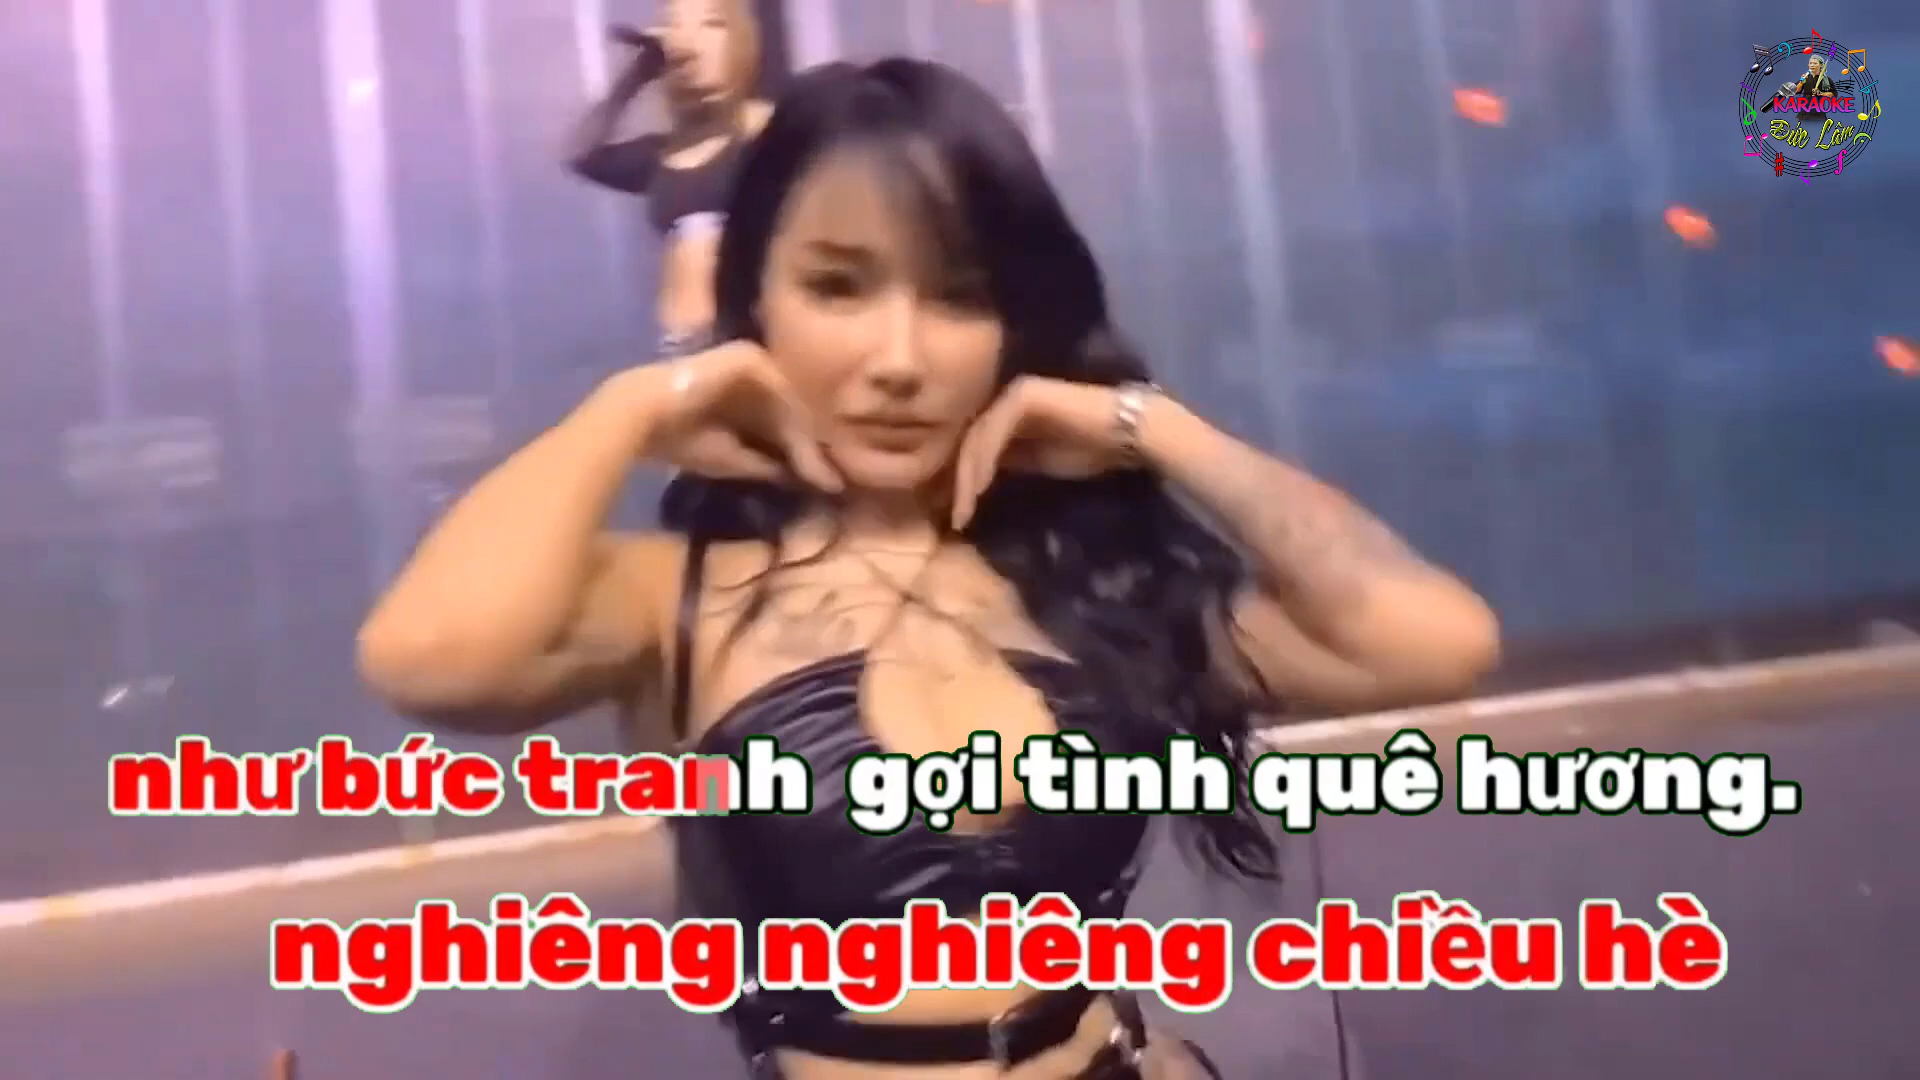 KARAOKE
Đức Lâm
như bức tranh gợi tình quê hương.
nghiêng nghiêng chiều hè